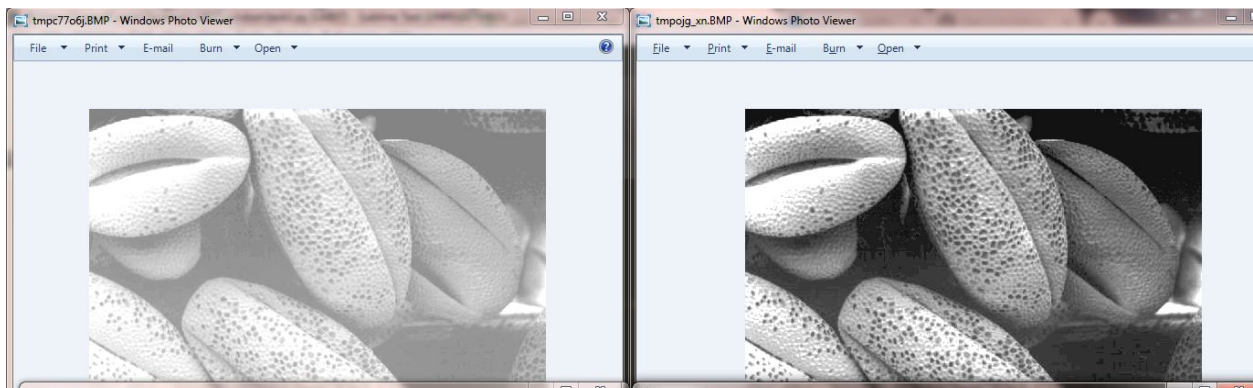 tmpc77o6j.BMP - Windows Photo Viewer
File Print E-mail Burn Open
tmpojg_xn.BMP - Windows Photo Viewer
File Print E-mail Burn Open